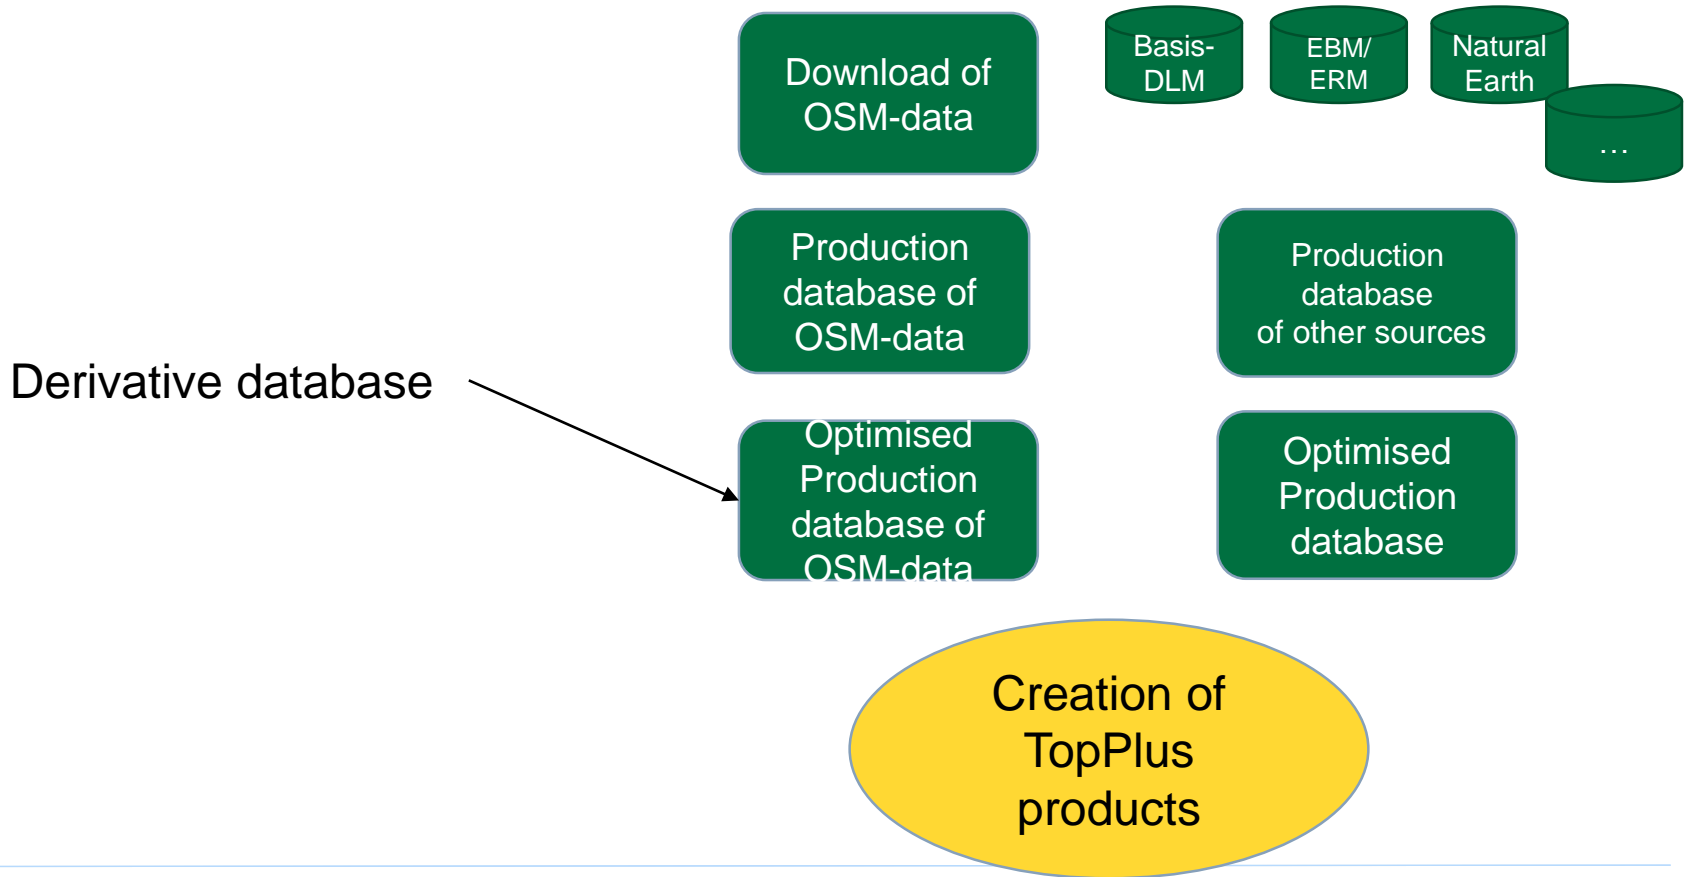 Download of
OSM-data
Basis-
DLM
EBM/
ERM
Natural
Earth
…
Production
database of
OSM-data
Production
database
of other sources
Derivative database
Optimised
Production
database of
OSM-data
Optimised
Production
database
Creation of
TopPlus
products